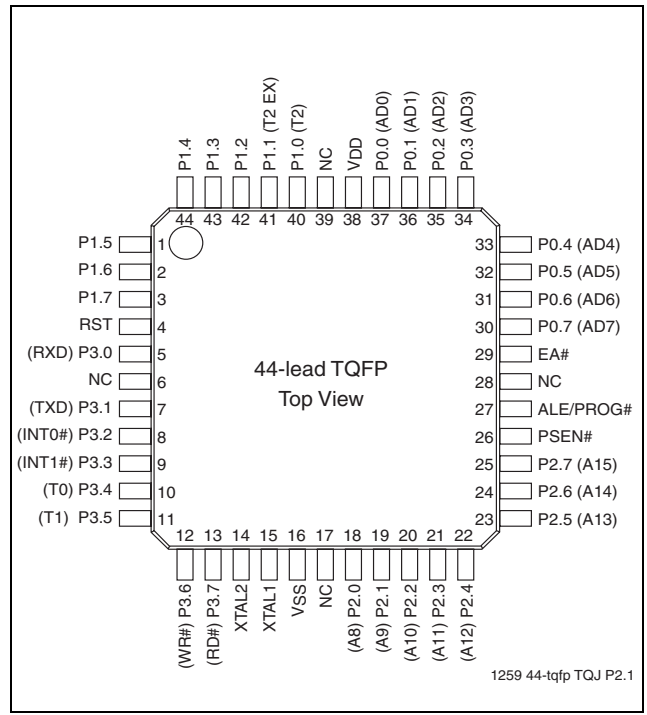 P1.4
P1.3
P1.2
P1.1 (T2 EX)
P1.0 (T2)
NC
VDD
P0.0 (AD0)
P0.1 (AD1)
P0.2 (AD2)
P0.3 (AD3)
44 43 42 41 40 39 38 37 36 35 34
P1.5 1
P1.6 2
P1.7 3
RST 4
(RXD) P3.0 5
NC 6
(TXD) P3.1 7
(INT0#) P3.2 8
(INT1#) P3.3 9
(T0) P3.4 10
(T1) P3.5 11
44-lead TQFP
Top View
33 P0.4 (AD4)
32 P0.5 (AD5)
31 P0.6 (AD6)
30 P0.7 (AD7)
29 EA#
28 NC
27 ALE/PROG#
26 PSEN#
25 P2.7 (A15)
24 P2.6 (A14)
23 P2.5 (A13)
12 13 14 15 16 17 18 19 20 21 22
(WR#) P3.6
(RD#) P3.7
XTAL2
XTAL1
VSS
NC
(A8) P2.0
(A9) P2.1
(A10) P2.2
(A11) P2.3
(A12) P2.4
1259 44-tqfp TQJ P2.1